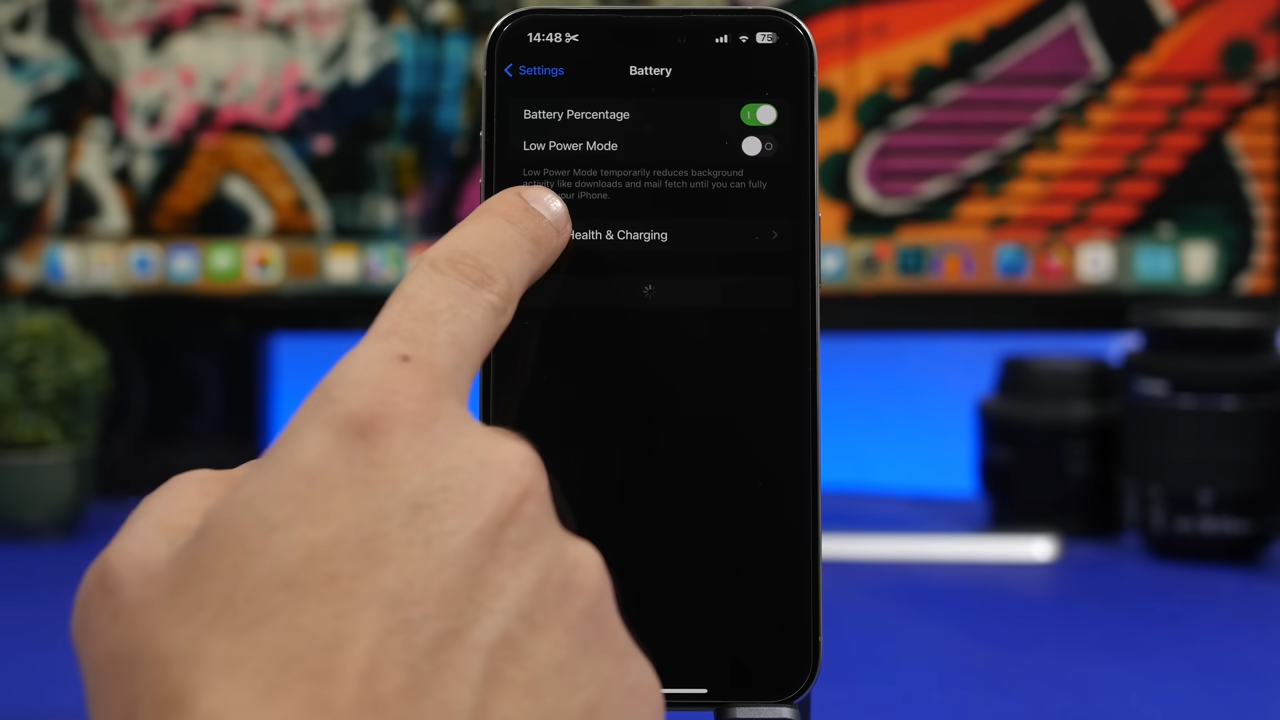 14:48
75
Settings
Battery
Battery Percentage
Low Power Mode
Low Power Mode temporarily reduces background
activity like downloads and mail fetch until you can fully
your iPhone.
Health & Charging